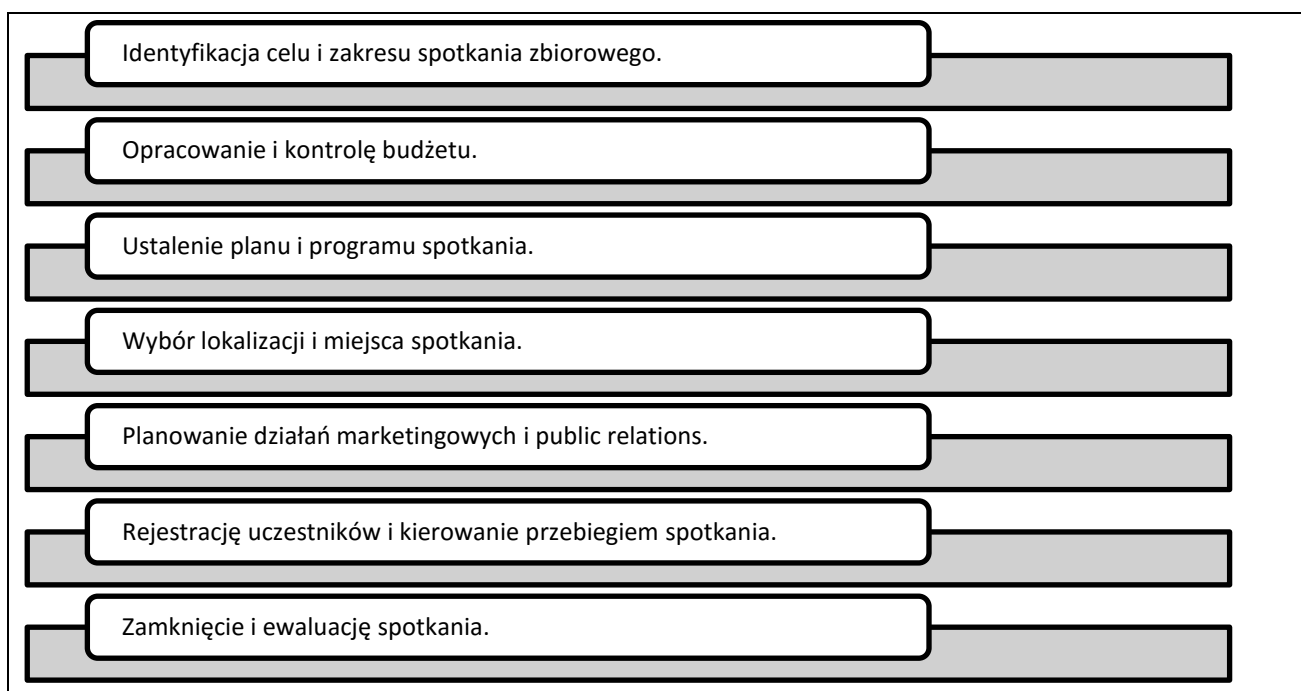 Identyfikacja celu i zakresu spotkania zbiorowego.
Opracowanie i kontrolę budżetu.
Ustalenie planu i programu spotkania.
Wybór lokalizacji i miejsca spotkania.
Planowanie działań marketingowych i public relations.
Rejestrację uczestników i kierowanie przebiegiem spotkania.
Zamknięcie i ewaluację spotkania.